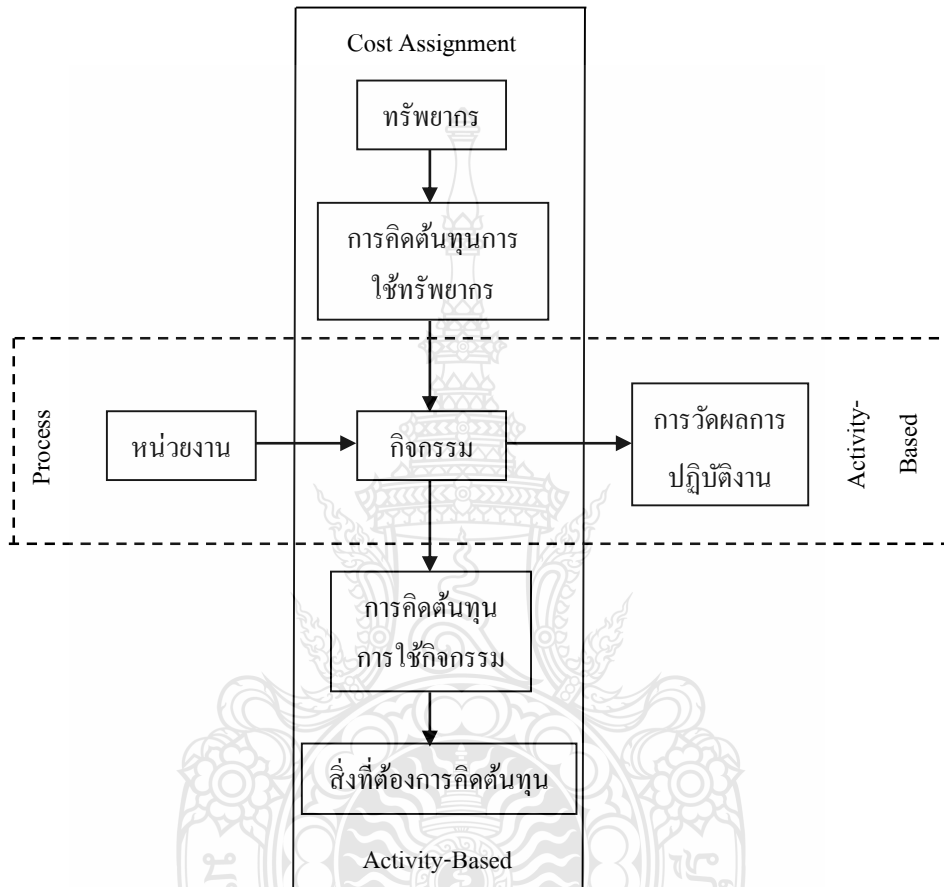 Cost Assignment
ทรัพยากร
การคิดต้นทุนการ
ใช้ทรัพยากร
Process
หน่วยงาน
กิจกรรม
การวัดผลการ
ปฏิบัติงาน
Activity-
Based
การคิดต้นทุน
การใช้กิจกรรม
สิ่งที่ต้องการคิดต้นทุน
Activity-Based